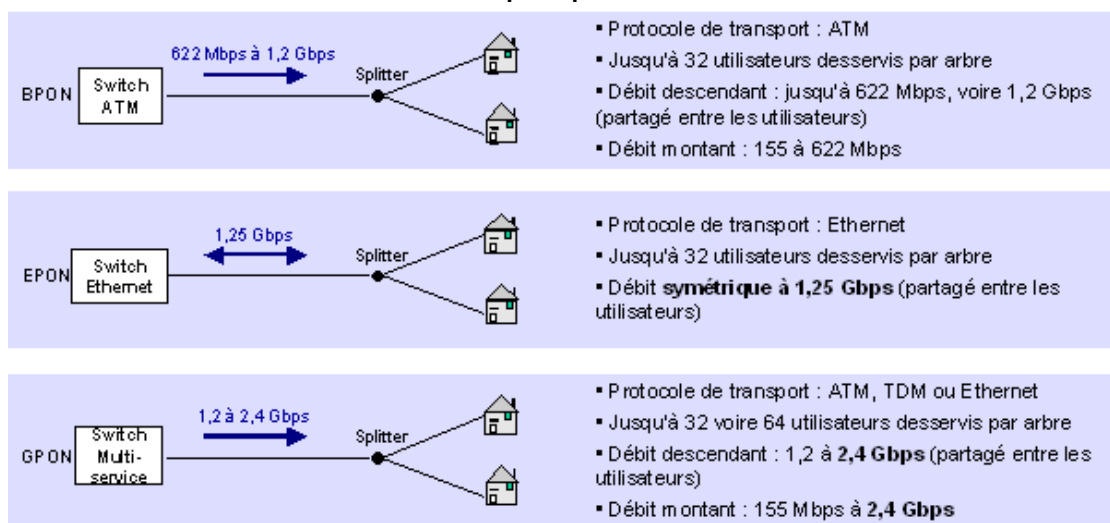 BPON
Switch
ATM
622 Mbps à 1,2 Gbps
Splitter
▪ Protocole de transport : ATM
▪ Jusqu'à 32 utilisateurs desservis par arbre
▪ Débit descendant : jusqu'à 622 Mbps, voire 1,2 Gbps
(partagé entre les utilisateurs)
▪ Débit montant : 155 à 622 Mbps
EPON
Switch
Ethernet
1,25 Gbps
Splitter
▪ Protocole de transport : Ethernet
▪ Jusqu'à 32 utilisateurs desservis par arbre
▪ Débit symétrique à 1,25 Gbps (partagé entre les
utilisateurs)
GPON
Switch
Multi-
service
1,2 à 2,4 Gbps
Splitter
▪ Protocole de transport : ATM, TDM ou Ethernet
▪ Jusqu'à 32 voire 64 utilisateurs desservis par arbre
▪ Débit descendant : 1,2 à 2,4 Gbps (partagé entre les
utilisateurs)
▪ Débit montant : 155 Mbps à 2,4 Gbps